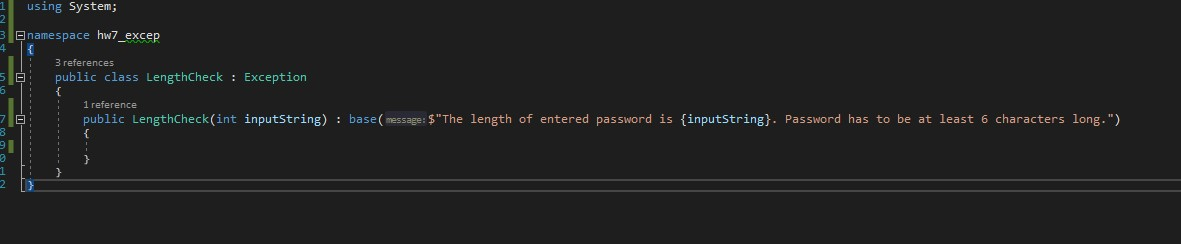 1 using System;
2
3 namespace hw7_excep
4 {
3 references
5 public class LengthCheck : Exception
6 {
1 reference
7 public LengthCheck(int inputString) : base(message:$"The length of entered password is {inputString}. Password has to be at least 6 characters long.")
8 {
9
0 }
1 }
2 }